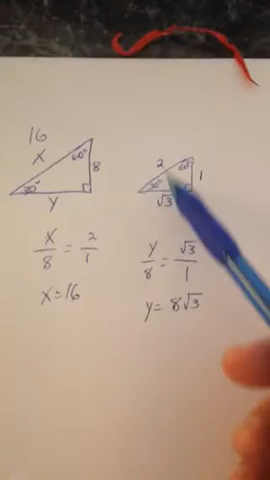 16
X 60° 8
30°
Y
2 60° 1
30°
√3
X/8 = 2/1
X=16
Y/8 = √3/1
Y= 8√3